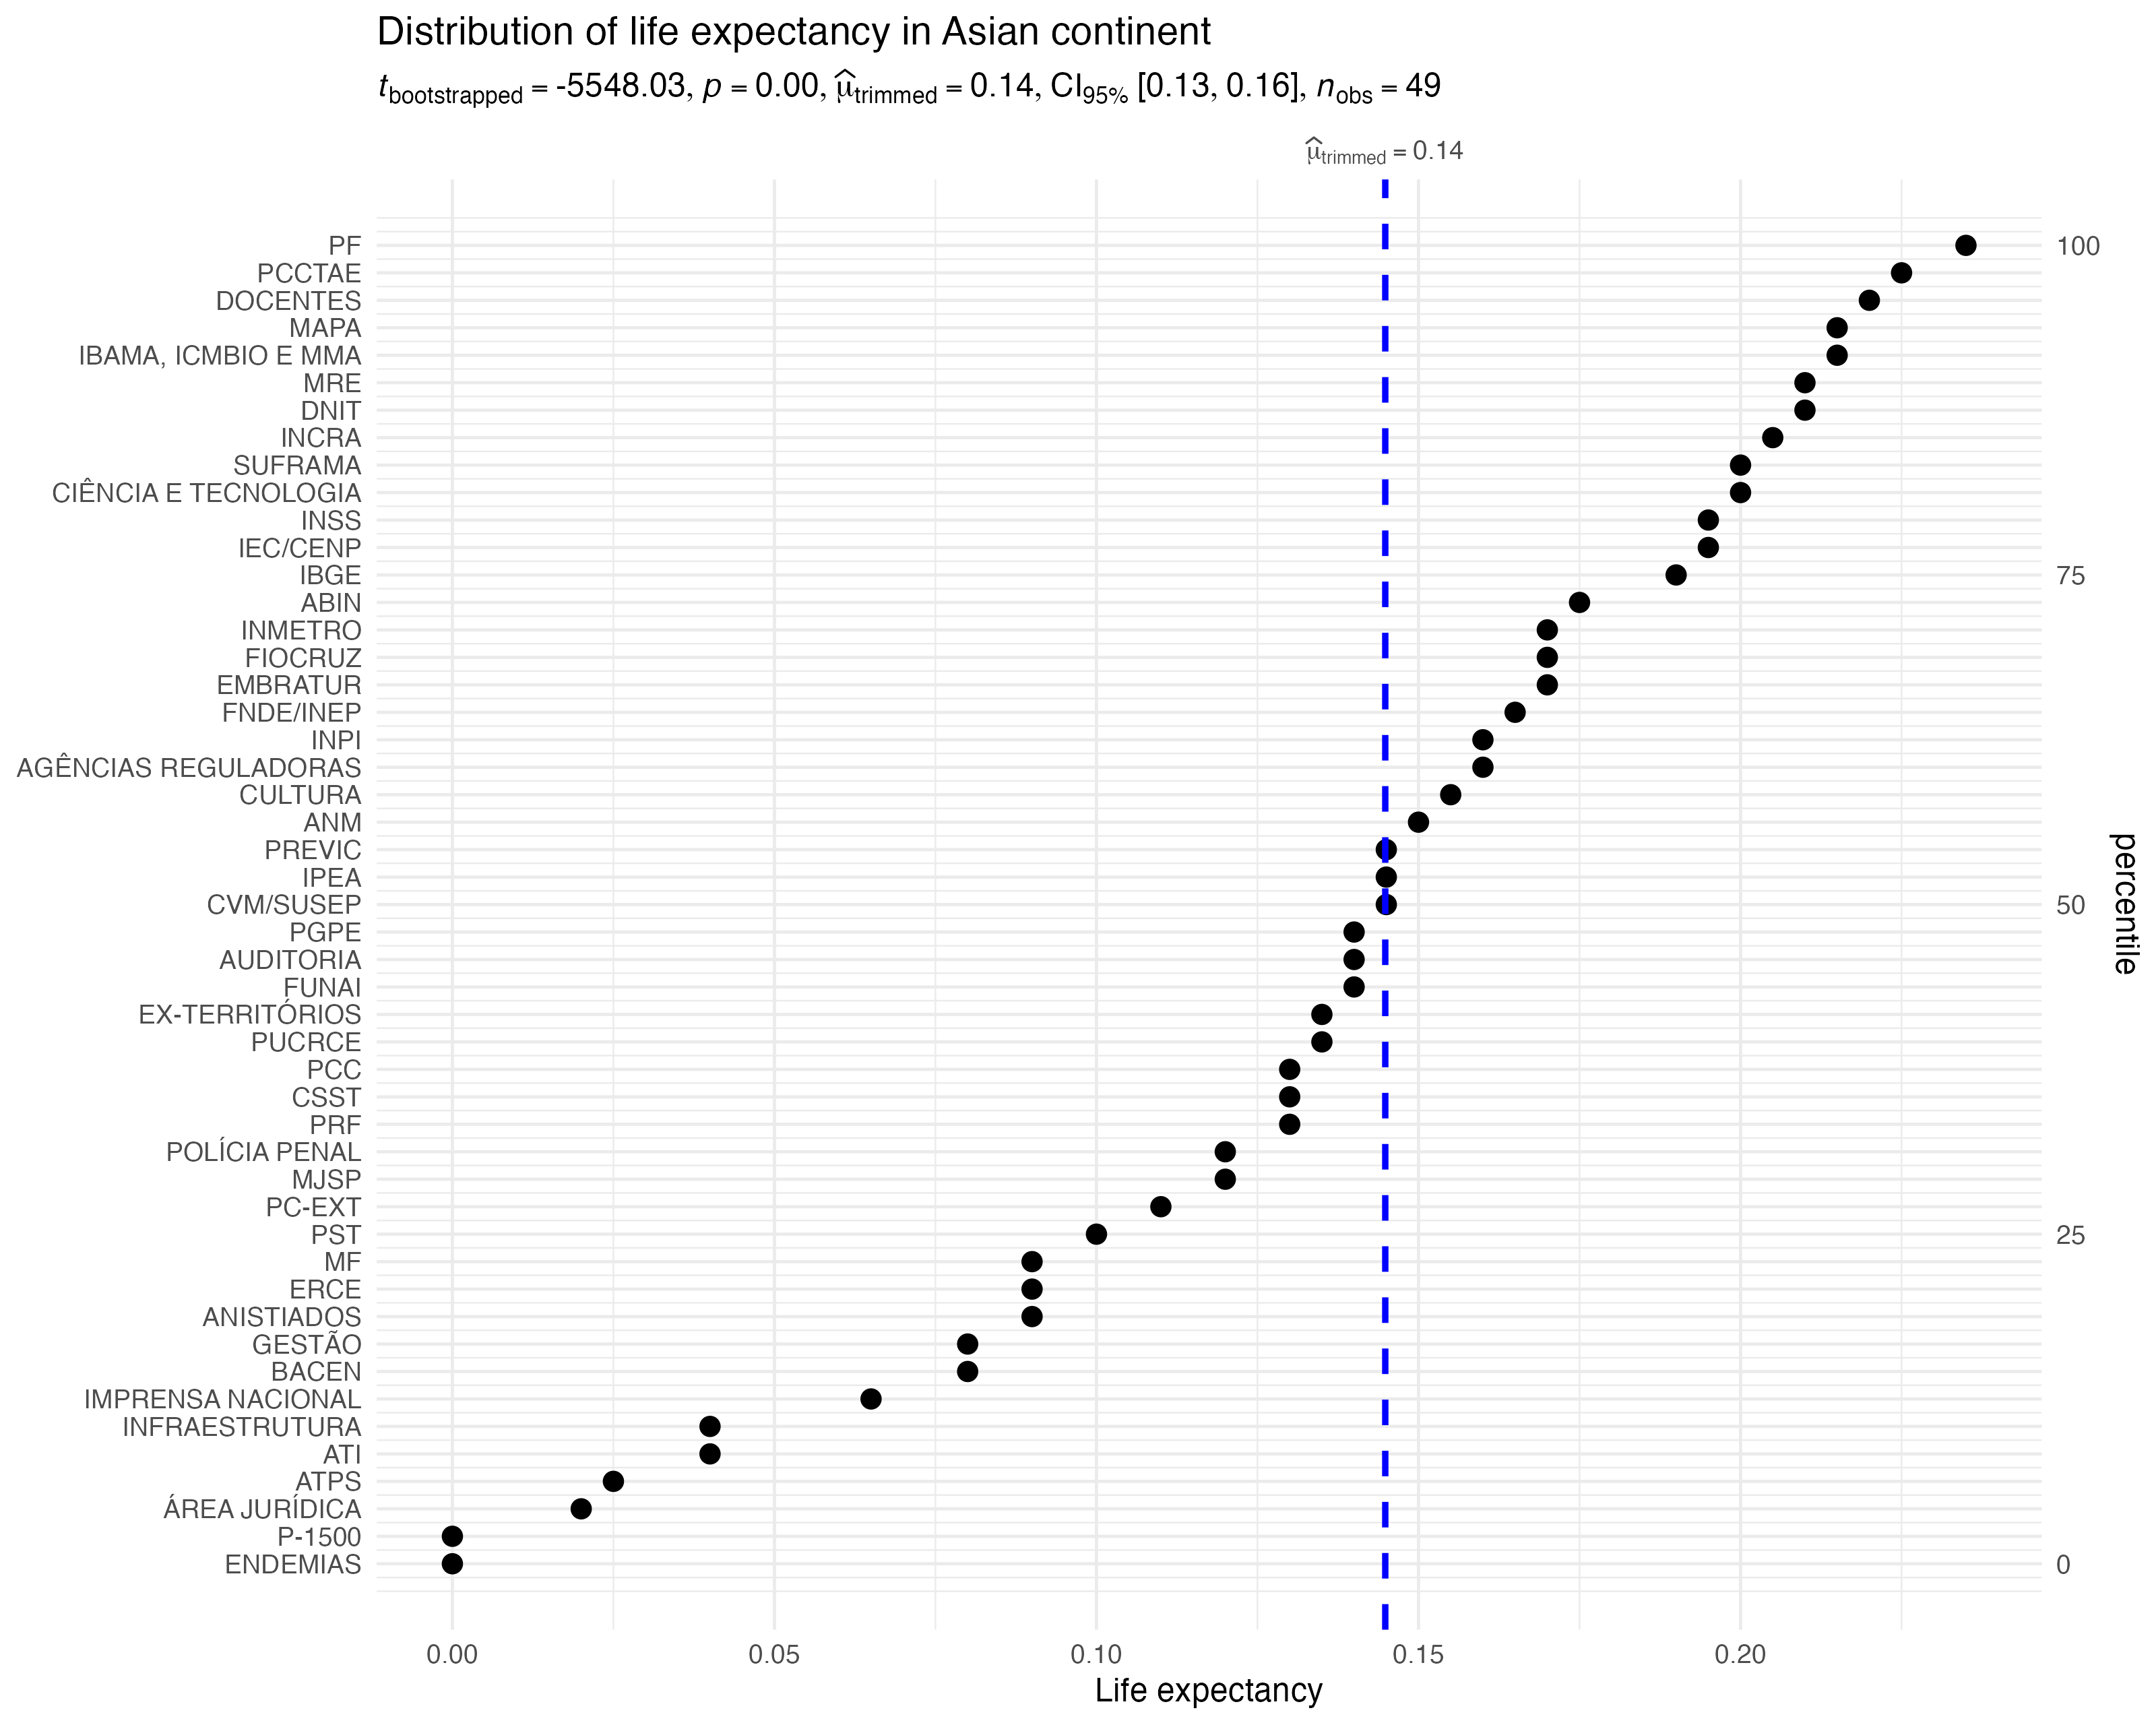 Distribution of life expectancy in Asian continent
t bootstrapped = -5548.03, p = 0.00, μ̂ trimmed = 0.14, CI 95% [0.13, 0.16], n obs = 49
μ̂ trimmed = 0.14
PF
PCCTAE
DOCENTES
MAPA
IBAMA, ICMBIO E MMA
MRE
DNIT
INCRA
SUFRAMA
CIÊNCIA E TECNOLOGIA
INSS
IEC/CENP
IBGE
ABIN
INMETRO
FIOCRUZ
EMBRATUR
FNDE/INEP
INPI
AGÊNCIAS REGULADORAS
CULTURA
ANM
PREVIC
IPEA
CVM/SUSEP
PGPE
AUDITORIA
FUNAI
EX-TERRITÓRIOS
PUCRCE
PCC
CSST
PRF
POLÍCIA PENAL
MJSP
PC-EXT
PST
MF
ERCE
ANISTIADOS
GESTÃO
BACEN
IMPRENSA NACIONAL
INFRAESTRUTURA
ATI
ATPS
ÁREA JURÍDICA
P-1500
ENDEMIAS
100
75
50
25
0
percentile
0.00 0.05 0.10 0.15 0.20
Life expectancy